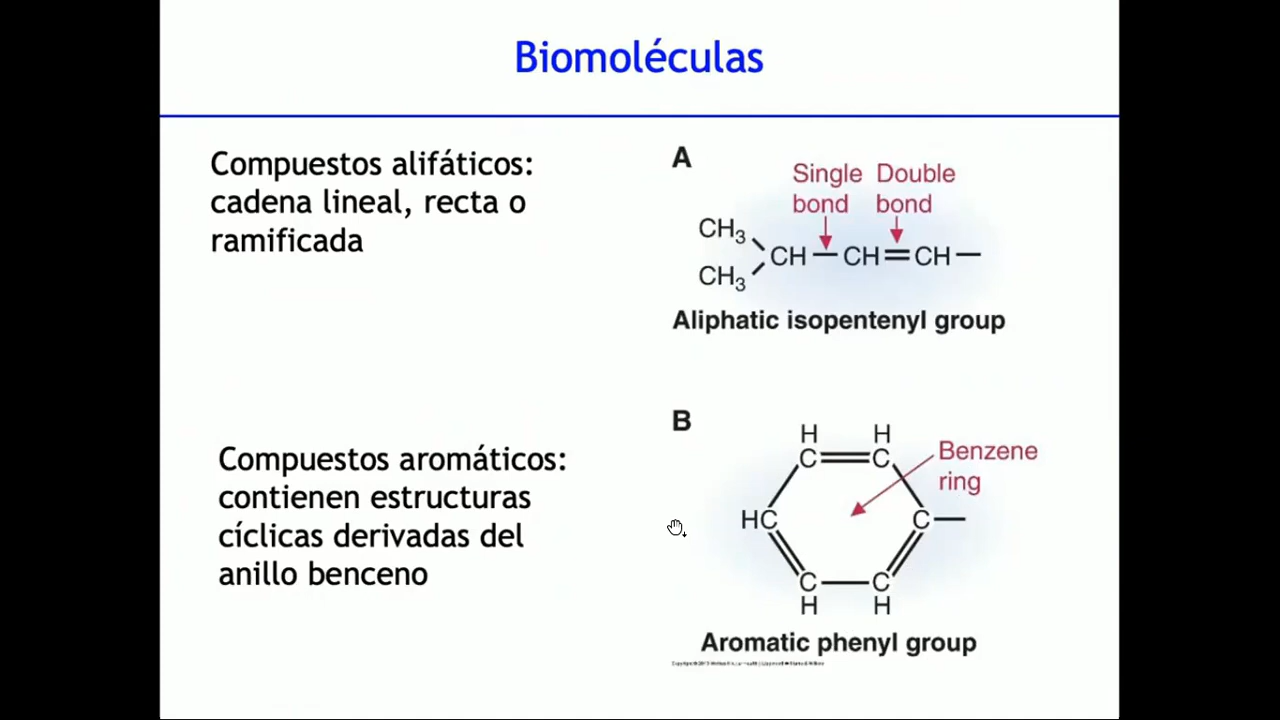 Biomoléculas
Compuestos alifáticos:
cadena lineal, recta o
ramificada
A
Single Double
bond bond
CH3
CH CH CH
CH3
Aliphatic isopentenyl group
Compuestos aromáticos:
contienen estructuras
cíclicas derivadas del
anillo benceno
B
H H
C C
Benzene
ring
HC C
C C
H H
Aromatic phenyl group